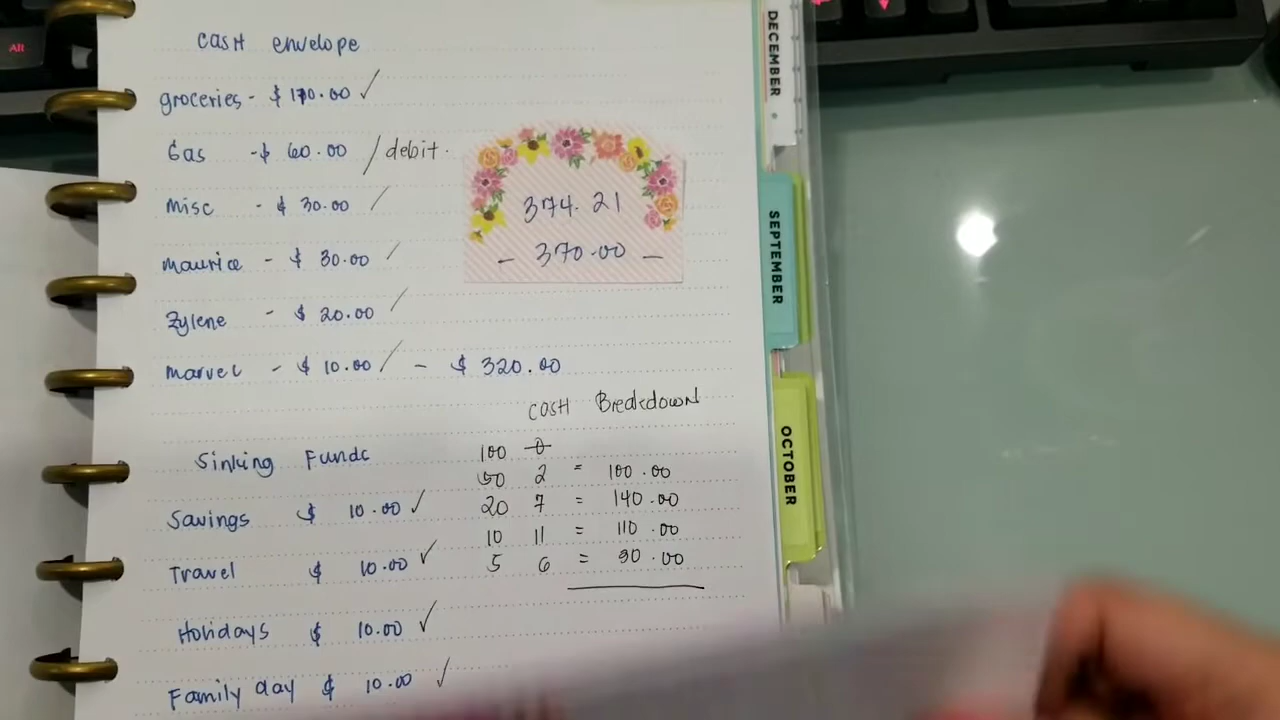 Alt
cash envelope
groceries - $ 170.00 ✓
Gas - $ 60.00 / debit.
misc - $ 30.00 /
maurice - $ 30.00 /
Zylene - $ 20.00 /
marvel - $ 10.00 / - $ 320.00
374.21
- 370.00 -
cash Breakdown
100 0
50 2 = 100.00
20 7 = 140.00
10 11 = 110.00
5 6 = 30.00
Sinking Funds
Savings $ 10.00 ✓
Travel $ 10.00 ✓
Holidays $ 10.00 ✓
Family day $ 10.00 ✓
DECEMBER
SEPTEMBER
OCTOBER